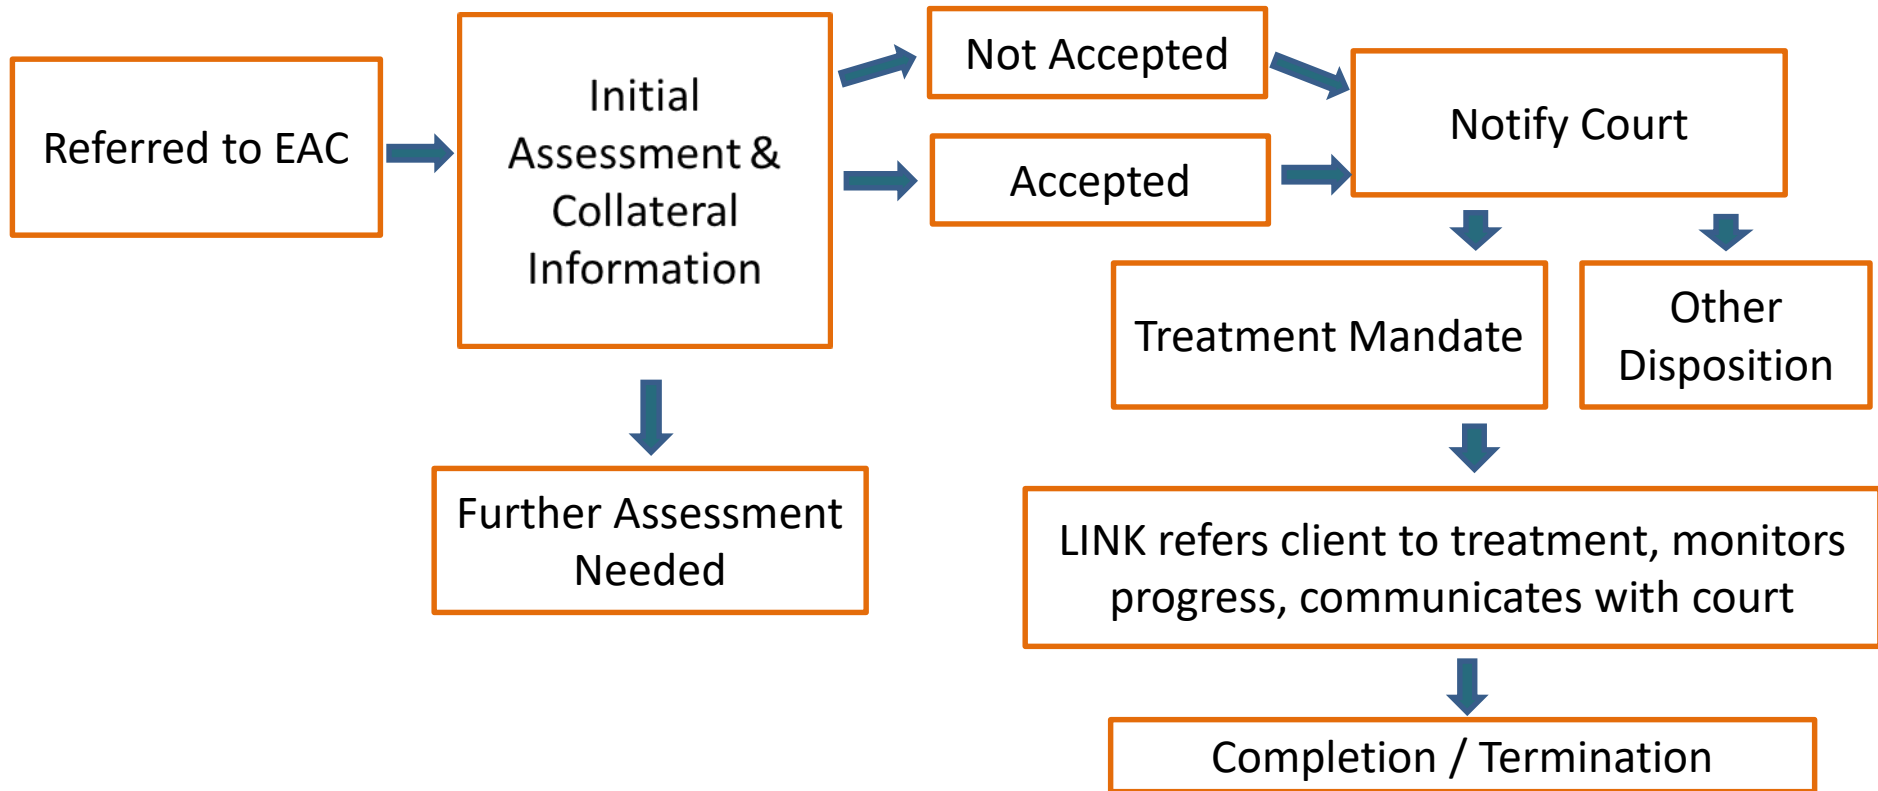 Referred to EAC
Initial
Assessment &
Collateral
Information
Not Accepted
Accepted
Notify Court
Treatment Mandate
Other
Disposition
Further Assessment
Needed
LINK refers client to treatment, monitors
progress, communicates with court
Completion / Termination